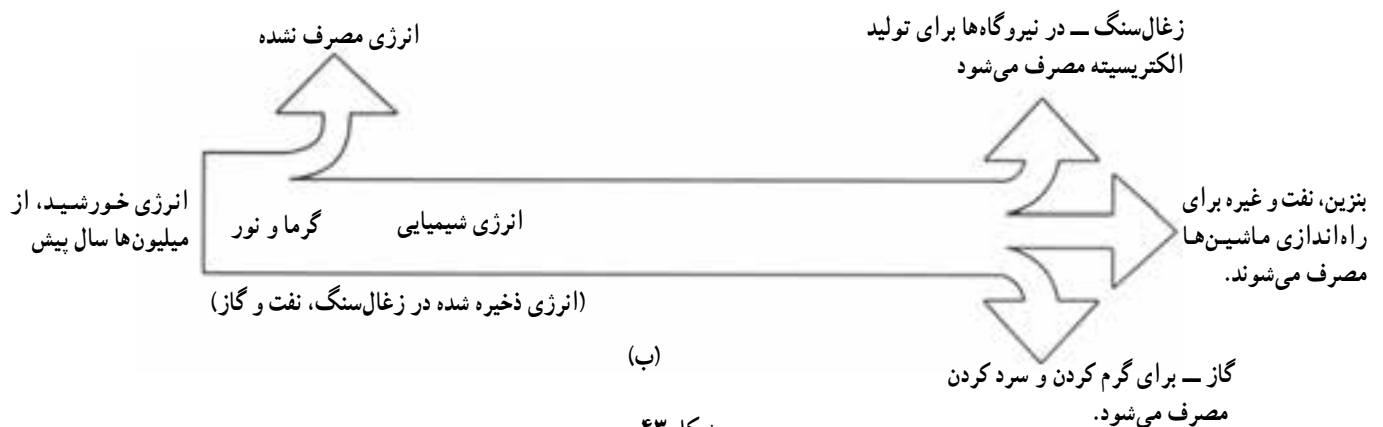 زغال‌سنگ ــ در نیروگاه‌ها برای تولید
الکتریسیته مصرف می‌شود
انرژی مصرف نشده
بنزین، نفت و غیره برای
راه‌اندازی ماشین‌ها
مصرف می‌شوند.
انرژی شیمیایی
گرما و نور
انرژی خورشید، از
میلیون‌ها سال پیش
(انرژی ذخیره شده در زغال‌سنگ، نفت و گاز)
(ب)
گاز ــ برای گرم کردن و سرد کردن
مصرف می‌شود.